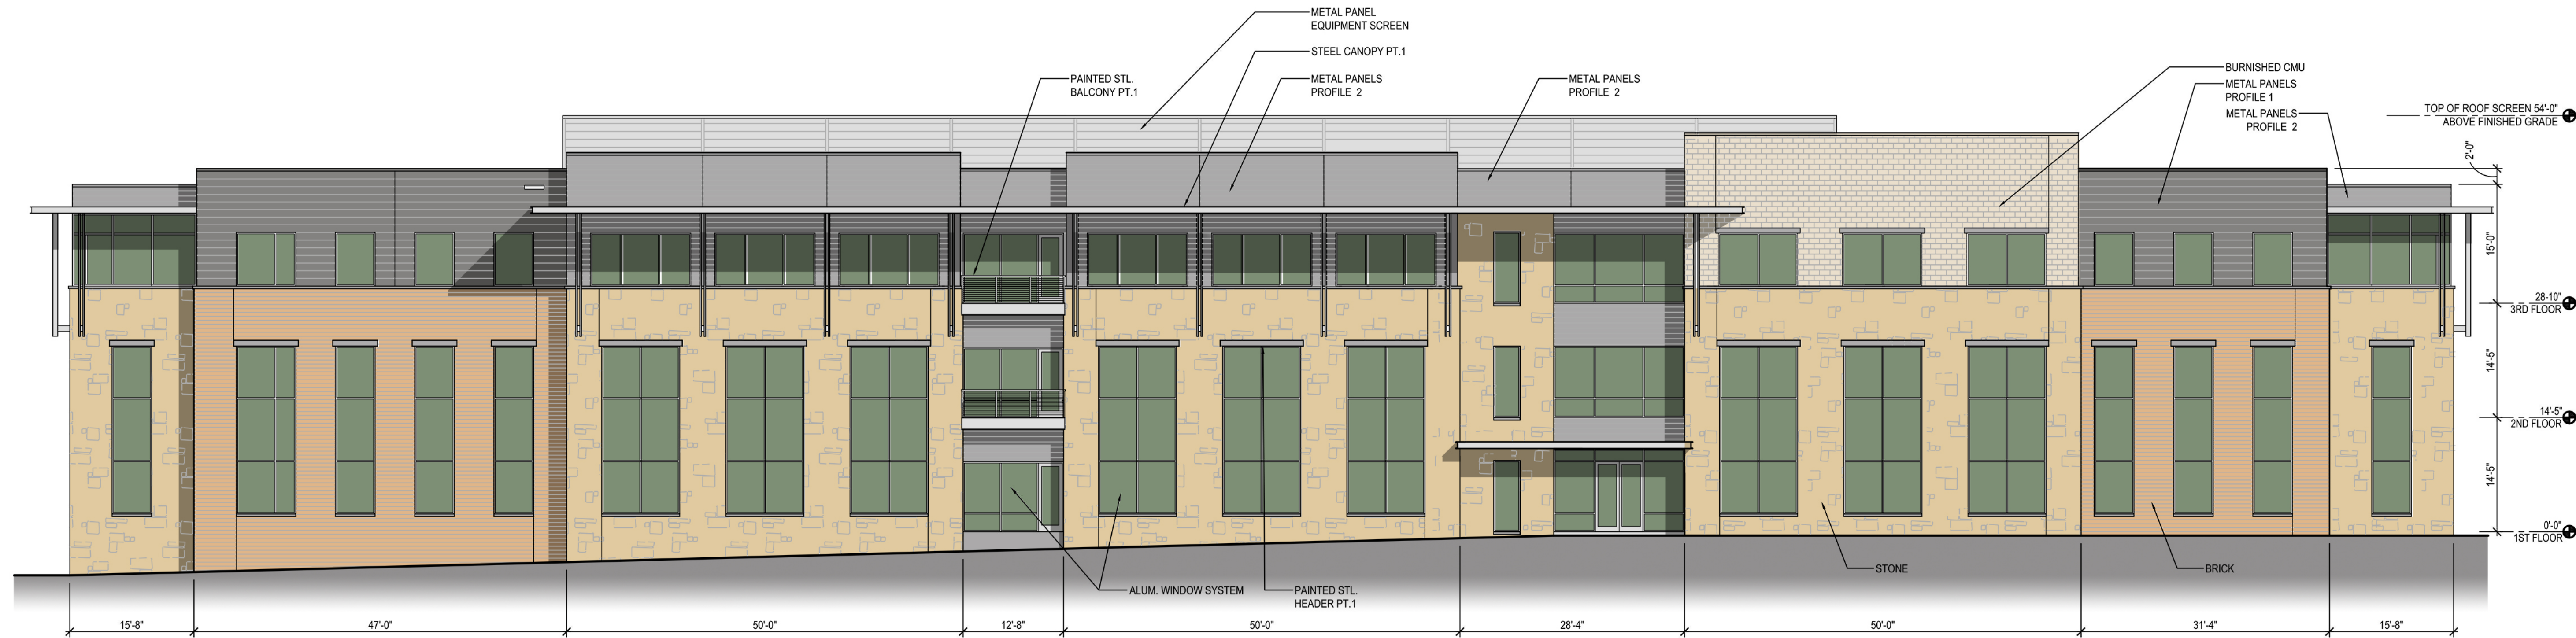 METAL PANEL
EQUIPMENT SCREEN
STEEL CANOPY PT.1
PAINTED STL.
BALCONY PT.1
METAL PANELS
PROFILE 2
METAL PANELS
PROFILE 2
BURNISHED CMU
METAL PANELS
PROFILE 1
METAL PANELS
PROFILE 2
TOP OF ROOF SCREEN 54'-0"
ABOVE FINISHED GRADE
2'-0"
15'-0"
28'-10"
3RD FLOOR
14'-5"
14'-5"
2ND FLOOR
14'-5"
0'-0"
1ST FLOOR
STONE
BRICK
ALUM. WINDOW SYSTEM
PAINTED STL.
HEADER PT.1
15'-8"
47'-0"
50'-0"
12'-8"
50'-0"
28'-4"
50'-0"
31'-4"
15'-8"